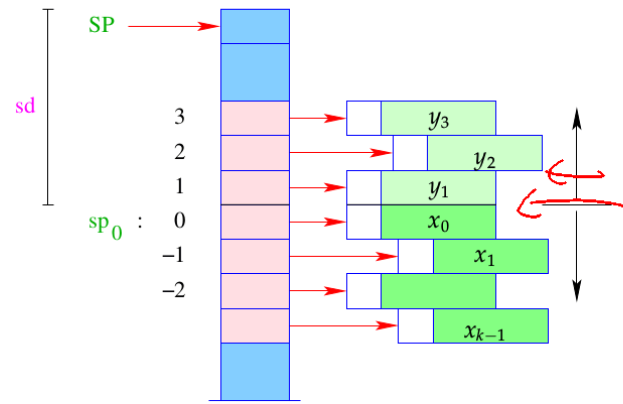 SP
sd
3 y₃
2 y₂
1 y₁
sp₀ : 0 x₀
−1 x₁
−2
xₖ₋₁